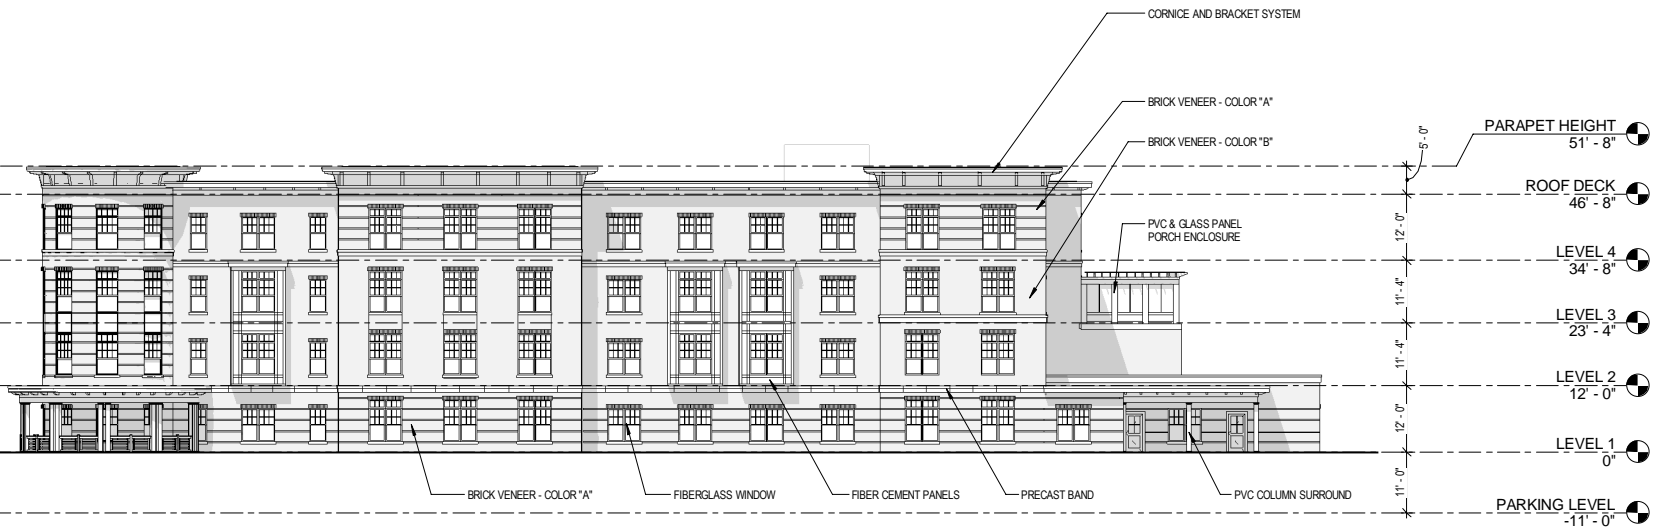 CORNICE AND BRACKET SYSTEM
BRICK VENEER - COLOR "A"
BRICK VENEER - COLOR "B"
PVC & GLASS PANEL
PORCH ENCLOSURE
PARAPET HEIGHT
51' - 8"
5' - 0"
ROOF DECK
46' - 8"
12' - 0"
LEVEL 4
34' - 8"
11' - 4"
LEVEL 3
23' - 4"
11' - 4"
LEVEL 2
12' - 0"
12' - 0"
LEVEL 1
0"
11' - 0"
PARKING LEVEL
-11' - 0"
BRICK VENEER - COLOR "A"
FIBERGLASS WINDOW
FIBER CEMENT PANELS
PRECAST BAND
PVC COLUMN SURROUND